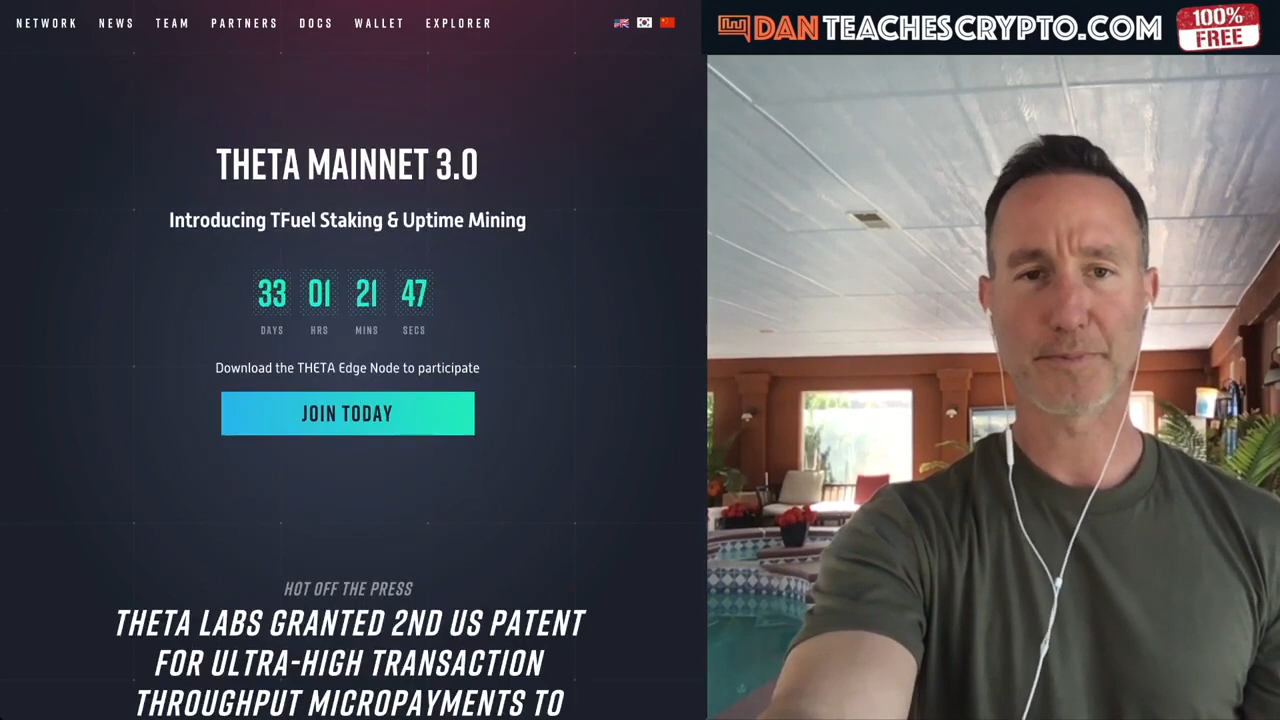 NETWORK NEWS TEAM PARTNERS DOCS WALLET EXPLORER
DANTEACHESCRYPTO.COM
100%
FREE
THETA MAINNET 3.0
Introducing TFuel Staking & Uptime Mining
33 01 21 47
DAYS HRS MINS SECS
Download the THETA Edge Node to participate
JOIN TODAY
HOT OFF THE PRESS
THETA LABS GRANTED 2ND US PATENT
FOR ULTRA-HIGH TRANSACTION
THROUGHPUT MICROPAYMENTS TO